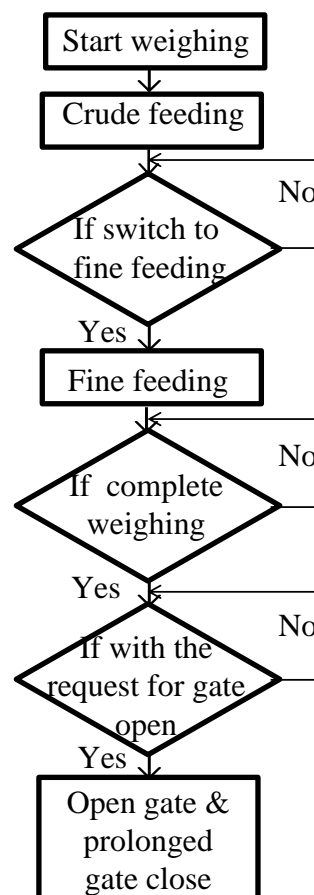 Start weighing
Crude feeding
No
If switch to
fine feeding
Yes
Fine feeding
No
If complete
weighing
Yes
No
If with the
request for gate
open
Yes
Open gate &
prolonged
gate close